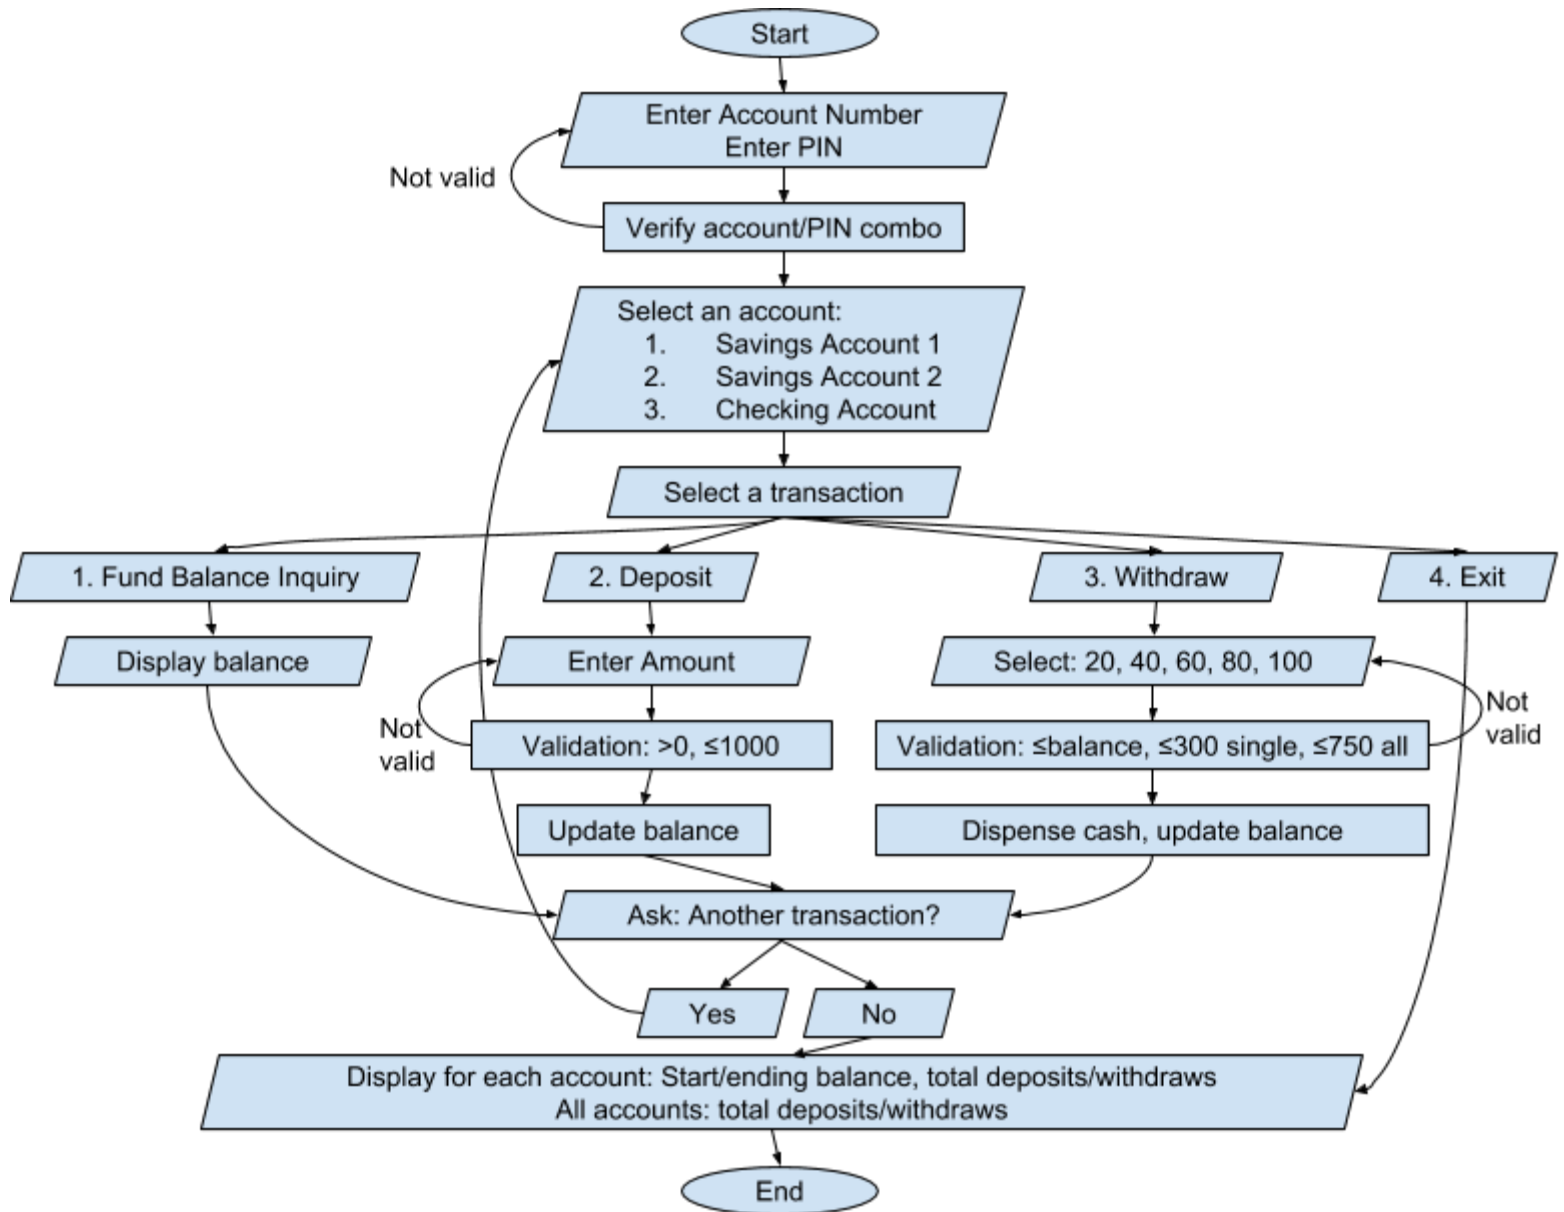 Start
Enter Account Number
Enter PIN
Not valid
Verify account/PIN combo
Select an account:
1. Savings Account 1
2. Savings Account 2
3. Checking Account
Select a transaction
1. Fund Balance Inquiry
2. Deposit
3. Withdraw
4. Exit
Display balance
Enter Amount
Select: 20, 40, 60, 80, 100
Not
valid
Not
valid
Validation: >0, ≤1000
Validation: ≤balance, ≤300 single, ≤750 all
Update balance
Dispense cash, update balance
Ask: Another transaction?
Yes
No
Display for each account: Start/ending balance, total deposits/withdraws
All accounts: total deposits/withdraws
End